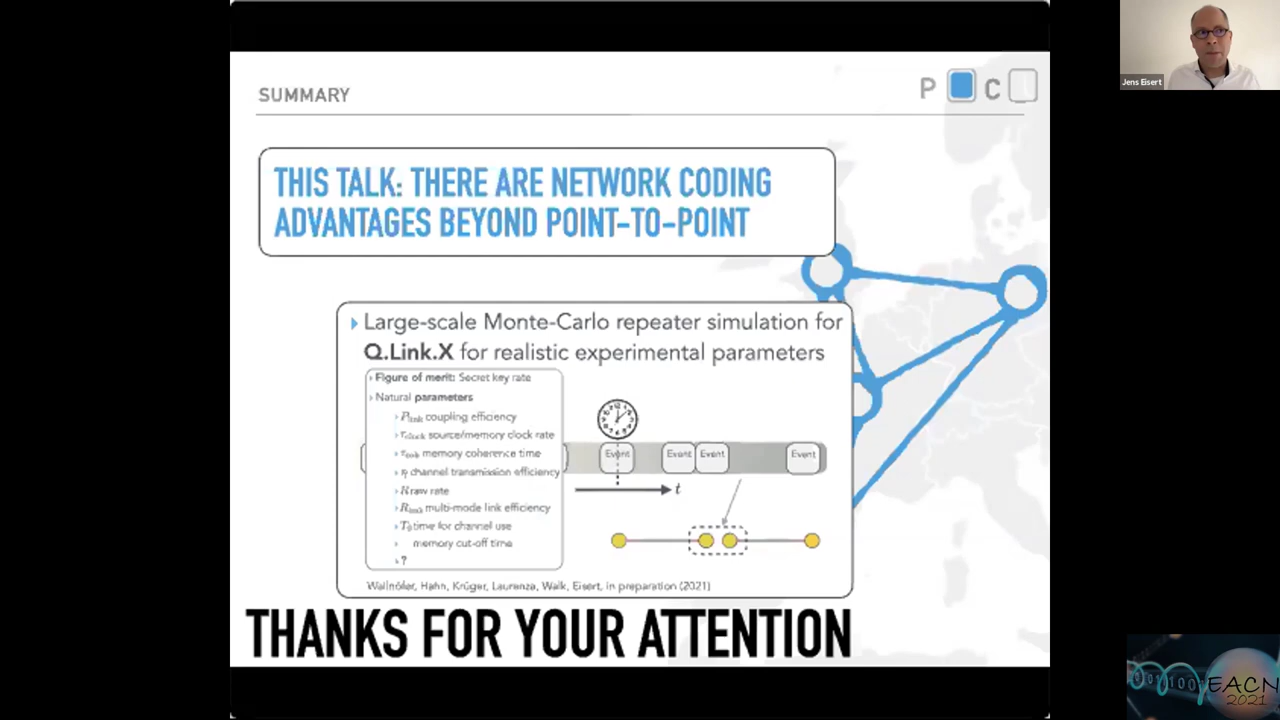 SUMMARY
P C
THIS TALK: THERE ARE NETWORK CODING
ADVANTAGES BEYOND POINT-TO-POINT
Large-scale Monte-Carlo repeater simulation for
Q.Link.X for realistic experimental parameters
Figure of merit: Secret key rate
Natural parameters
P_link coupling efficiency
τ_clock source/memory clock rate
memory coherence time
η channel transmission efficiency
R raw rate
multi-mode link efficiency
T_0 time for channel use
memory cut-off time
?
Event
Event
Event
Event
t
Wallnöfer, Hahn, Krüger, Laurenza, Walk, Eisert, in preparation (2021)
THANKS FOR YOUR ATTENTION
Jens Eisert
EACN
2021